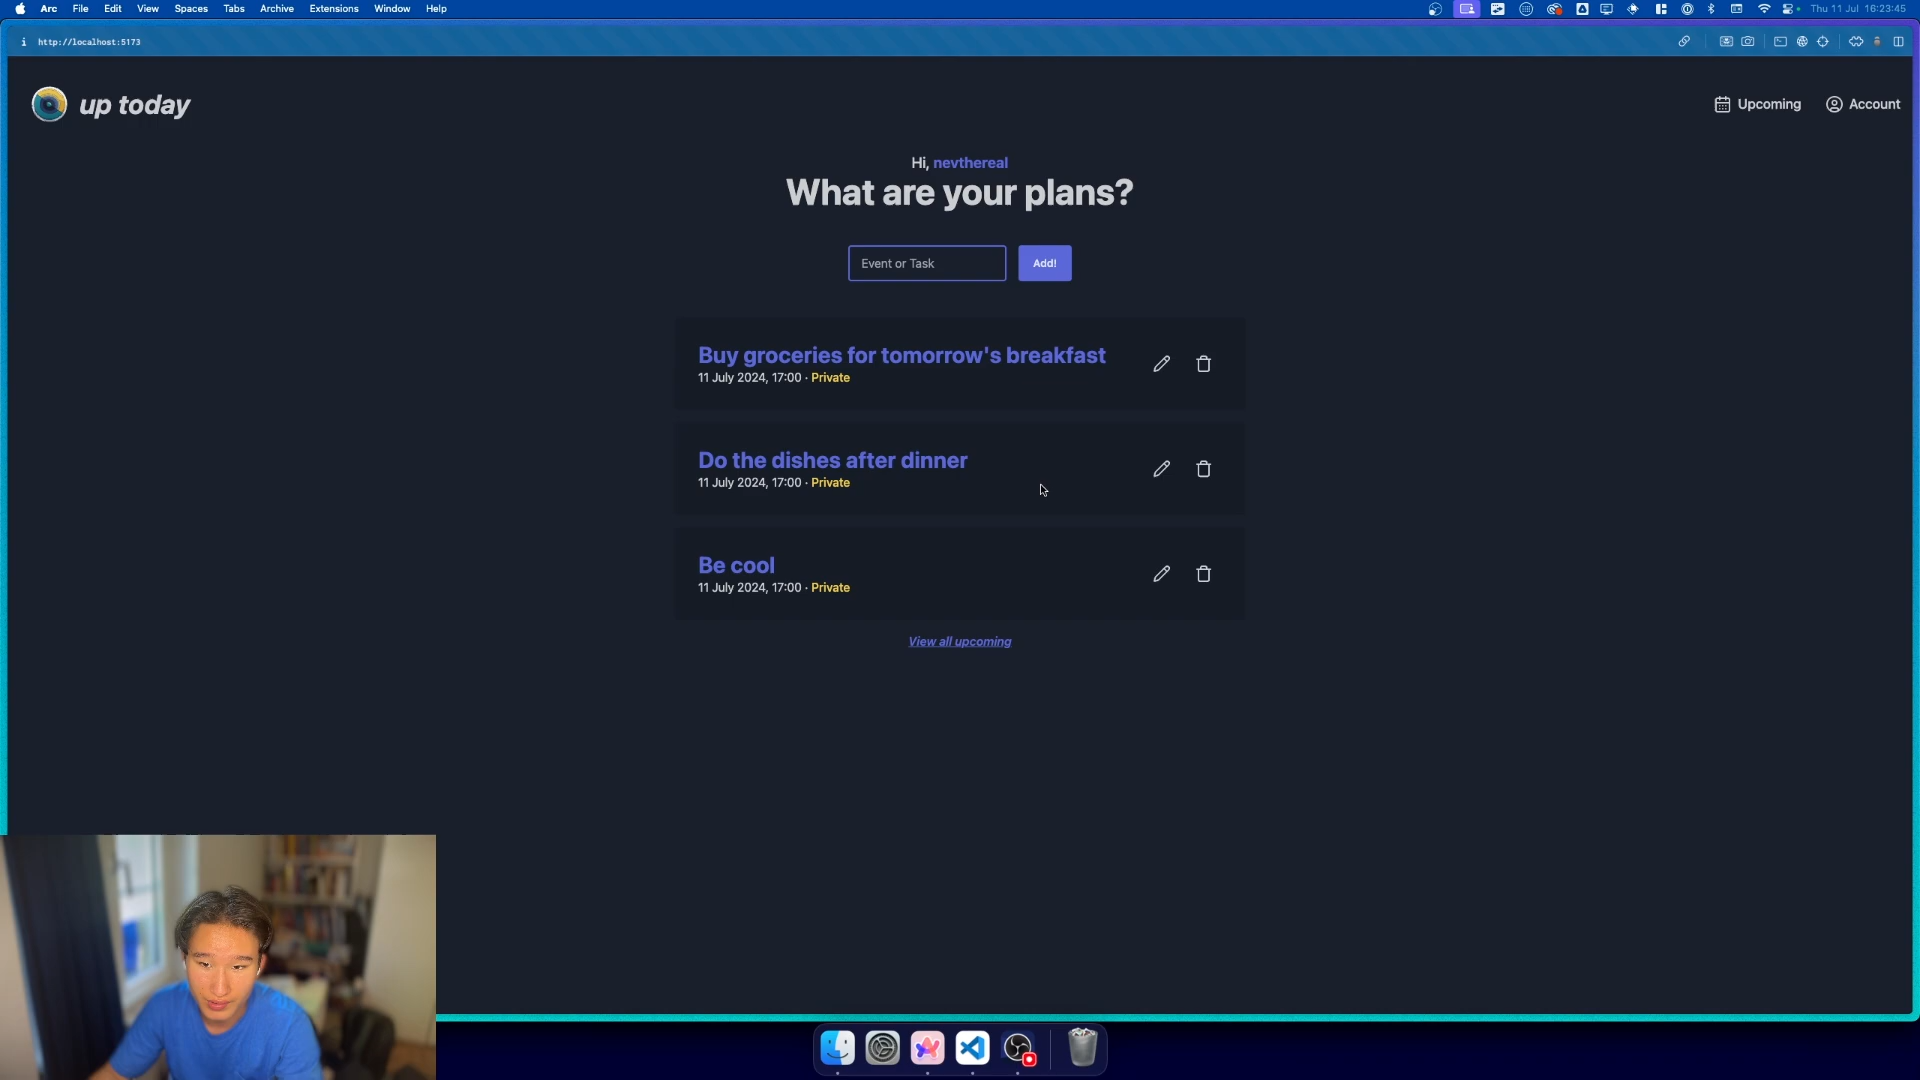 Arc File Edit View Spaces Tabs Archive Extensions Window Help Thu 11 Jul 16:23:45
http://localhost:5173
up today Upcoming Account
Hi, nevthereal
What are your plans?
Event or Task Add!
Buy groceries for tomorrow's breakfast
11 July 2024, 17:00 · Private
Do the dishes after dinner
11 July 2024, 17:00 · Private
Be cool
11 July 2024, 17:00 · Private
View all upcoming